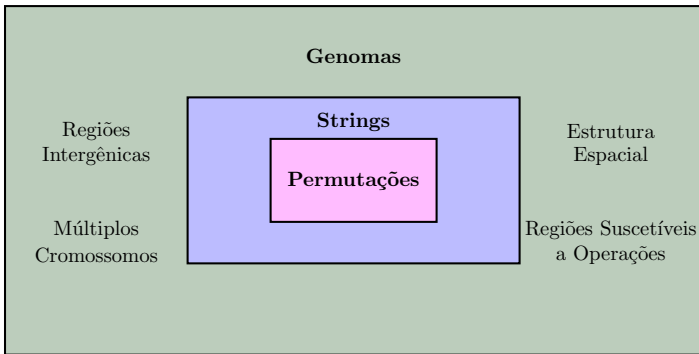 Genomas
Regiões
Intergênicas
Strings
Estrutura
Espacial
Permutações
Múltiplos
Cromossomos
Regiões Suscetíveis
a Operações